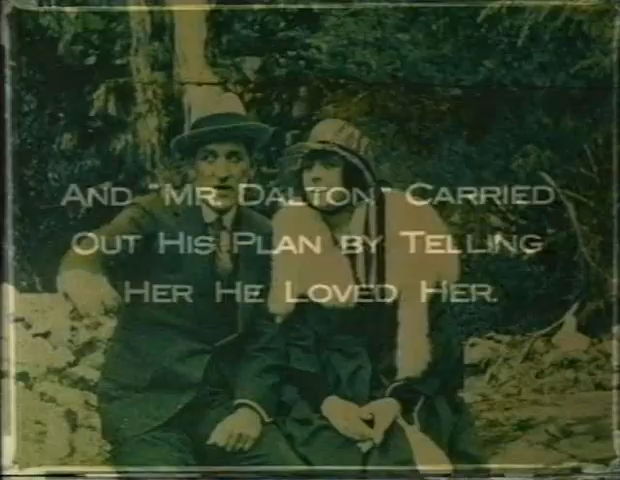 And "Mr. Dalton" Carried
Out His Plan by Telling
Her He Loved Her.